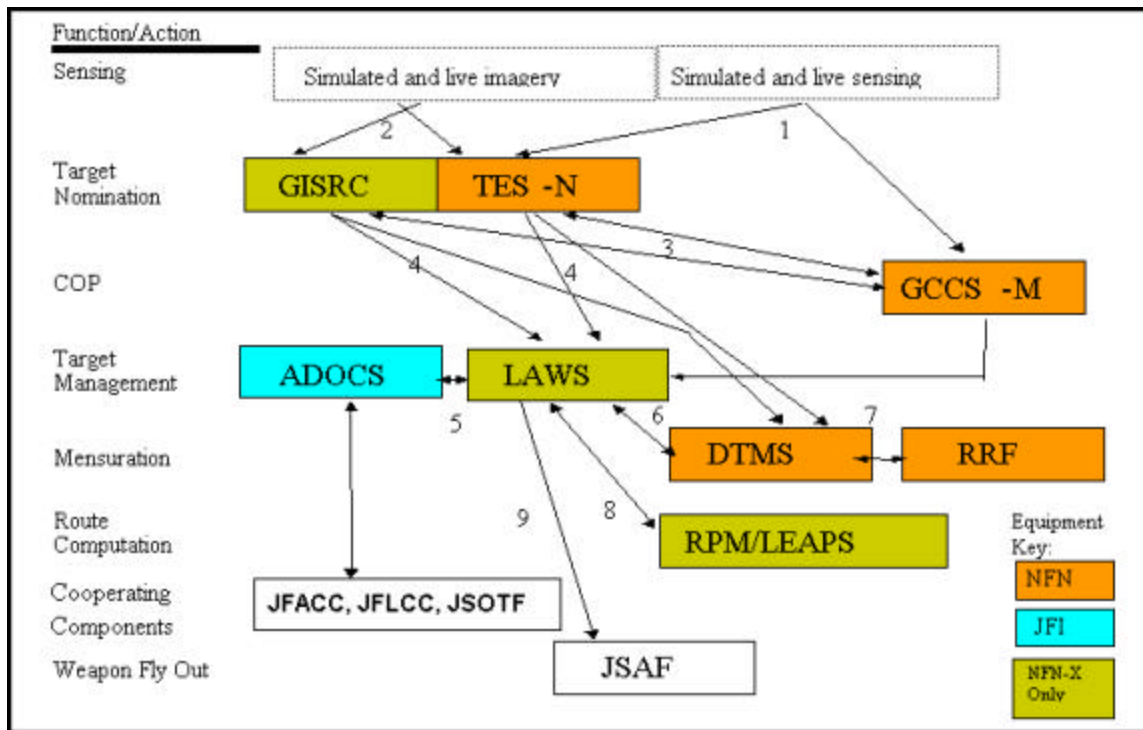 Function/Action
Sensing
Simulated and live imagery
Simulated and live sensing
2
1
Target
Nomination
GISRC
TES -N
3
4
4
COP
GCCS -M
Target
Management
ADOCS
LAWS
5
6
7
Mensuration
DTMS
RRF
9
8
Route
Computation
RPM/LEAPS
Equipment
Key:
NFN
Cooperating
Components
JFACC, JFLCC, JSOTF
JFI
Weapon Fly Out
JSAF
NFN-X
Only